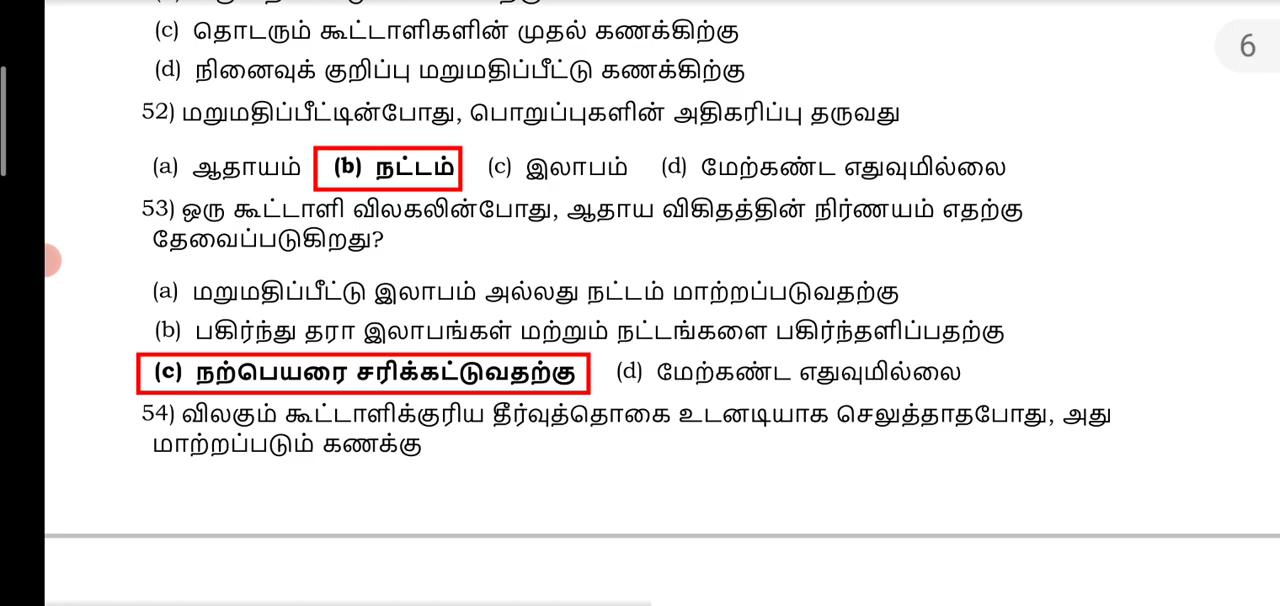 (c) தொடரும் கூட்டாளிகளின் முதல் கணக்கிற்கு
6
(d) நினைவுக் குறிப்பு மறுமதிப்பீட்டு கணக்கிற்கு
52) மறுமதிப்பீட்டின்போது, பொறுப்புகளின் அதிகரிப்பு தருவது
(a) ஆதாயம் (b) நட்டம் (c) இலாபம் (d) மேற்கண்ட எதுவுமில்லை
53) ஒரு கூட்டாளி விலகலின்போது, ஆதாய விகிதத்தின் நிர்ணயம் எதற்கு
தேவைப்படுகிறது?
(a) மறுமதிப்பீட்டு இலாபம் அல்லது நட்டம் மாற்றப்படுவதற்கு
(b) பகிர்ந்து தரா இலாபங்கள் மற்றும் நட்டங்களை பகிர்ந்தளிப்பதற்கு
(c) நற்பெயரை சரிக்கட்டுவதற்கு (d) மேற்கண்ட எதுவுமில்லை
54) விலகும் கூட்டாளிக்குரிய தீர்வுத்தொகை உடனடியாக செலுத்தாதபோது, அது
மாற்றப்படும் கணக்கு